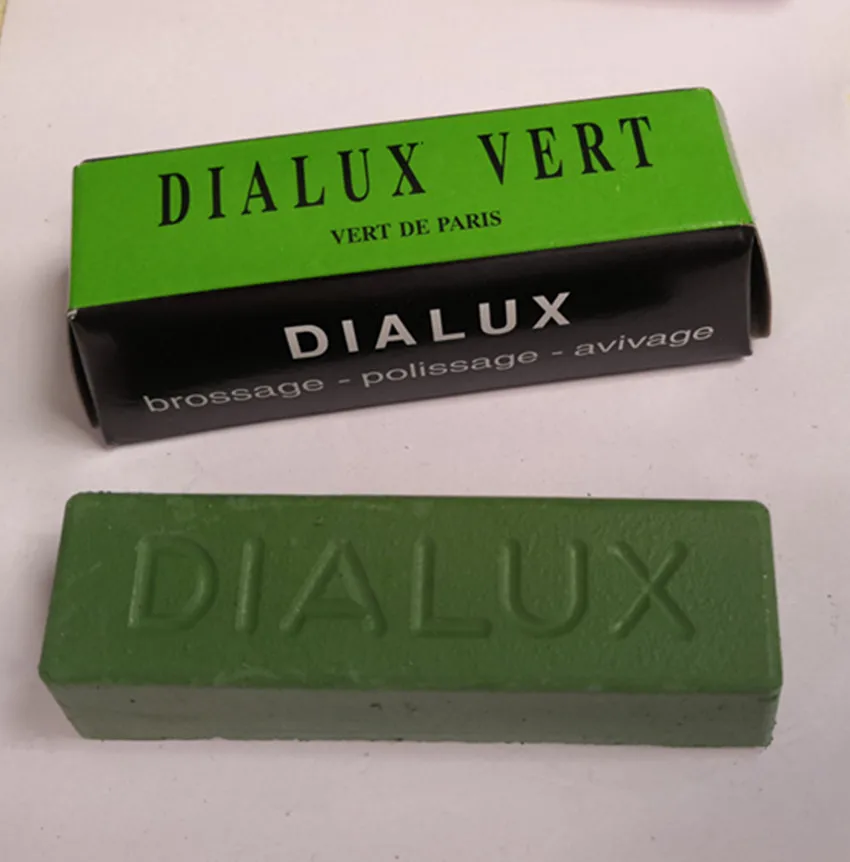 DIALUX VERT
VERT DE PARIS
DIALUX
brossage - polissage - avivage
DIALUX